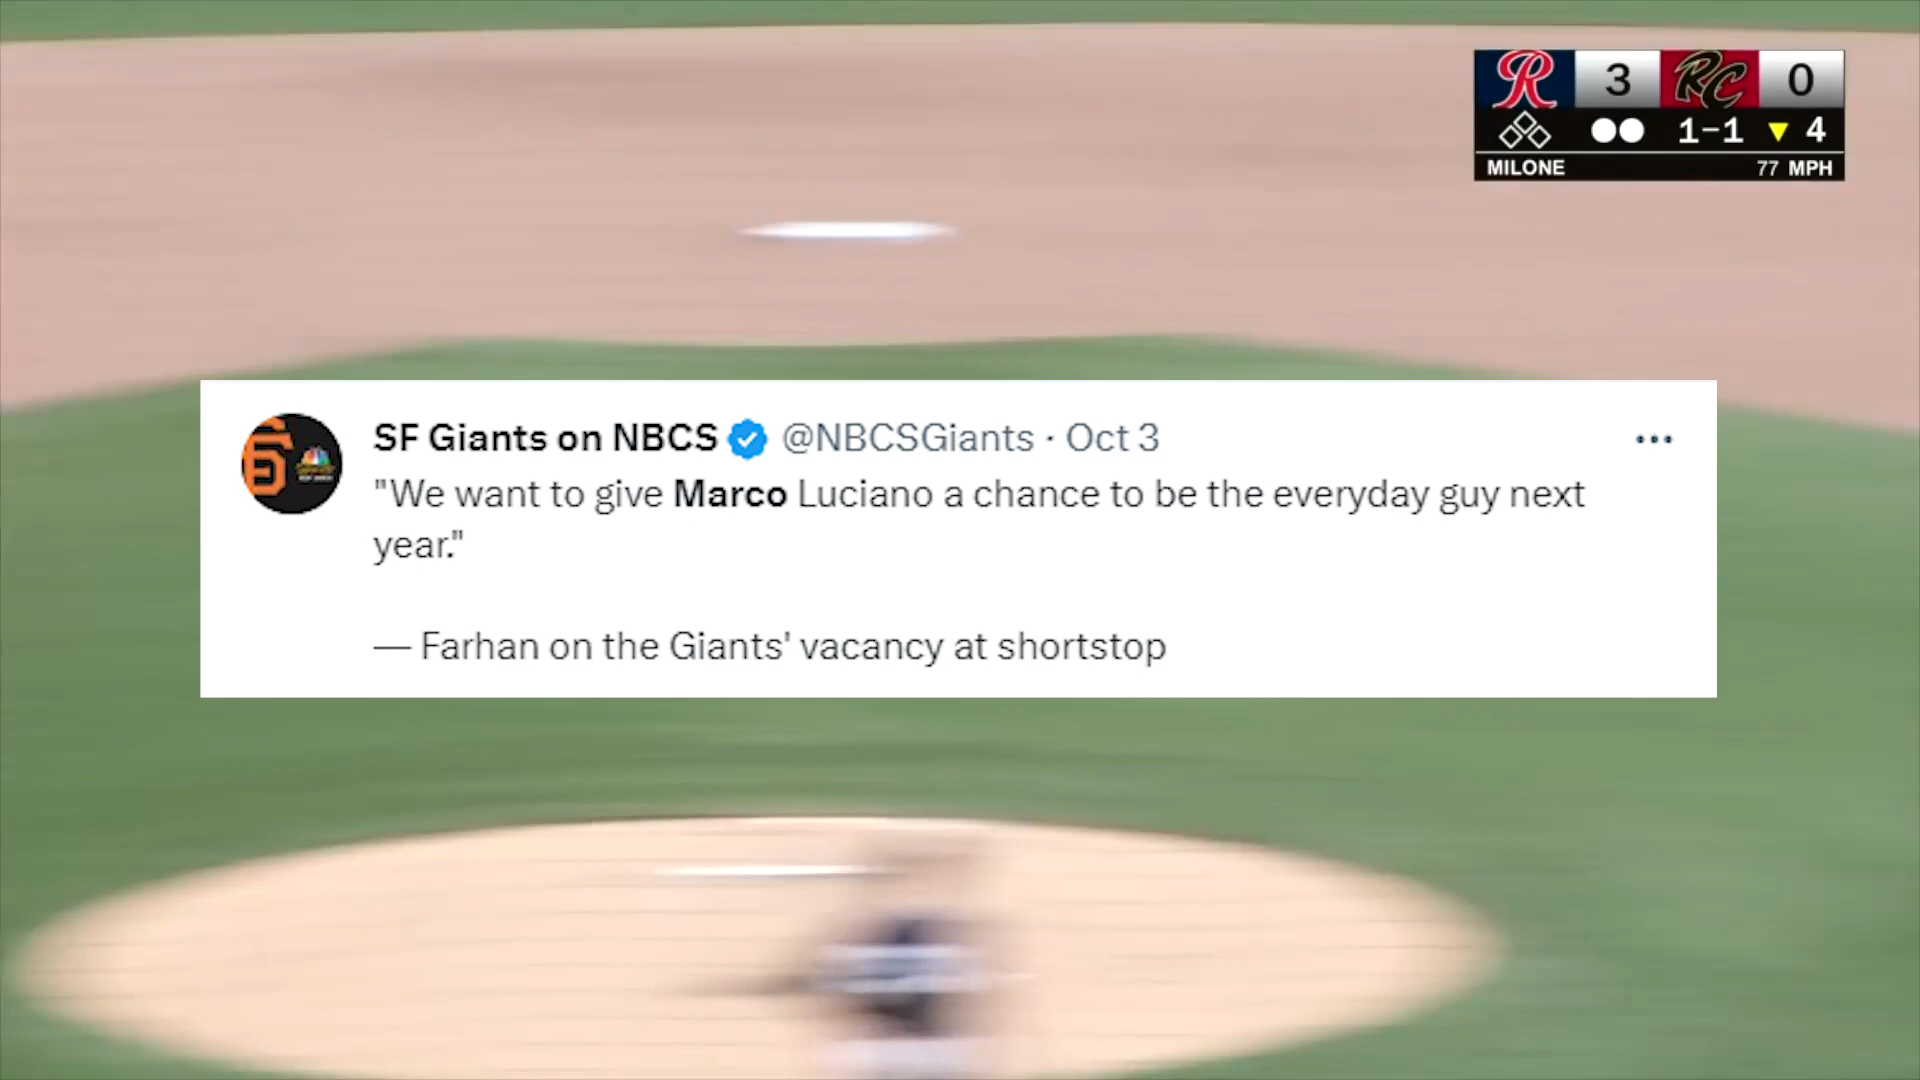 R 3 RC 0
1-1 4
MILONE 77 MPH
SF Giants on NBCS @NBCSGiants · Oct 3
"We want to give Marco Luciano a chance to be the everyday guy next
year."
— Farhan on the Giants' vacancy at shortstop